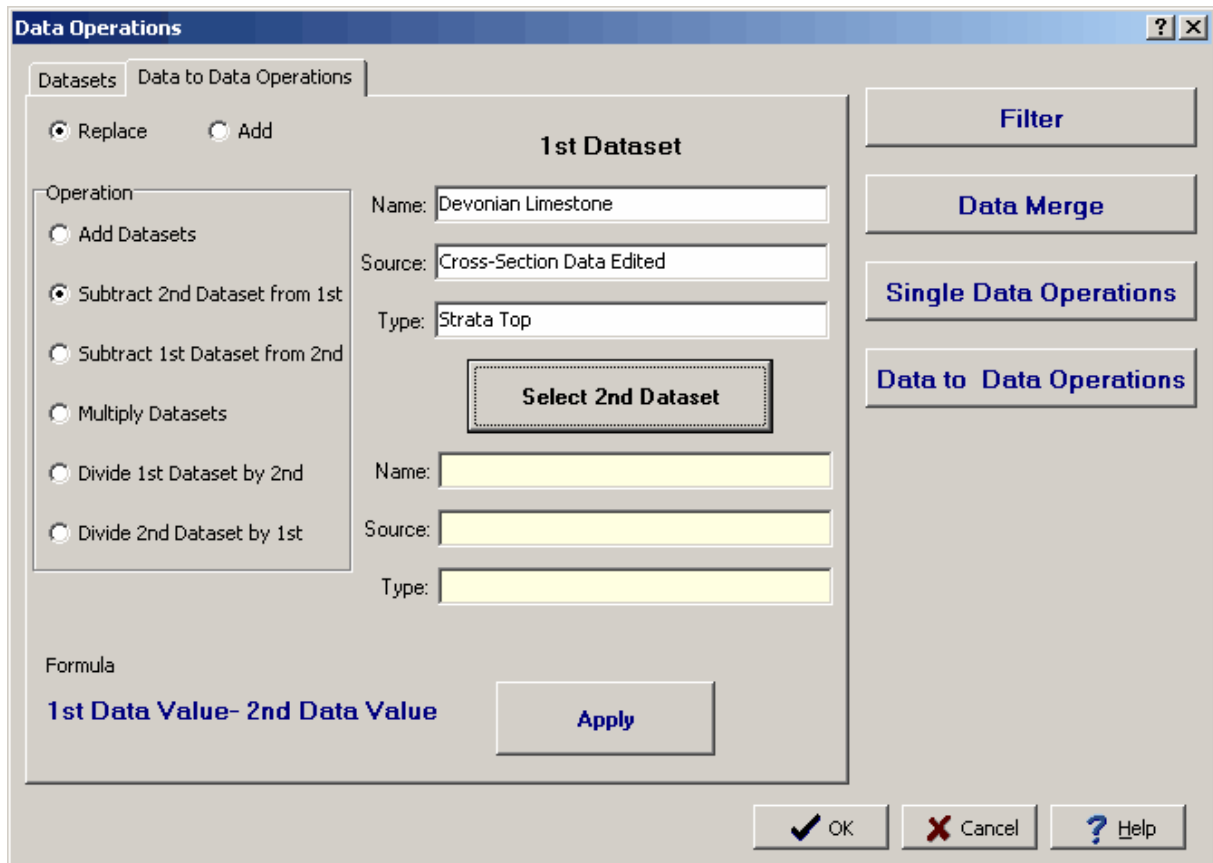 Data Operations
Datasets
Data to Data Operations
Replace
Add
1st Dataset
Operation
Add Datasets
Subtract 2nd Dataset from 1st
Subtract 1st Dataset from 2nd
Multiply Datasets
Divide 1st Dataset by 2nd
Divide 2nd Dataset by 1st
Name: Devonian Limestone
Source: Cross-Section Data Edited
Type: Strata Top
Select 2nd Dataset
Name:
Source:
Type:
Formula
1st Data Value- 2nd Data Value
Apply
Filter
Data Merge
Single Data Operations
Data to Data Operations
OK
Cancel
? Help